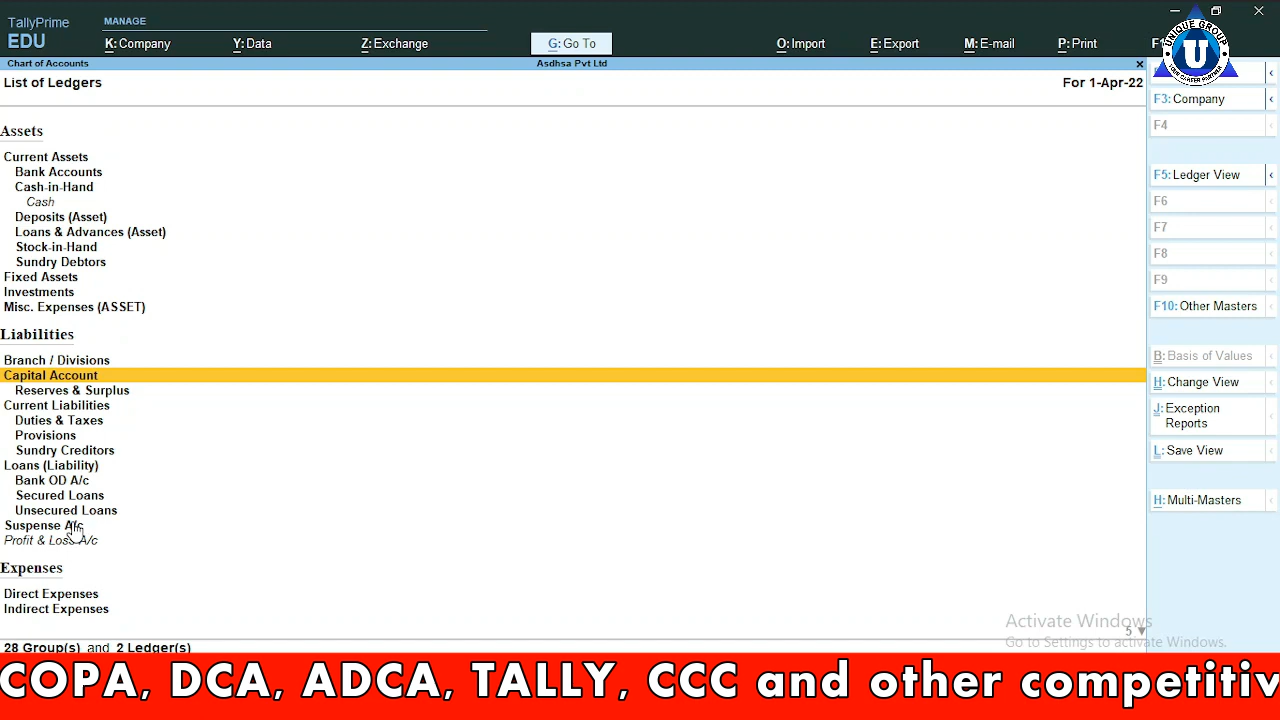 TallyPrime
EDU
MANAGE
K: Company
Y: Data
Z: Exchange
G: Go To
O: Import
E: Export
M: E-mail
P: Print
UNIQUE GROUP
U
YOUR CAREER PARTNER
Chart of Accounts
Asdhsa Pvt Ltd
List of Ledgers
For 1-Apr-22
Assets
Current Assets
Bank Accounts
Cash-in-Hand
Cash
Deposits (Asset)
Loans & Advances (Asset)
Stock-in-Hand
Sundry Debtors
Fixed Assets
Investments
Misc. Expenses (ASSET)
Liabilities
Branch / Divisions
Capital Account
Reserves & Surplus
Current Liabilities
Duties & Taxes
Provisions
Sundry Creditors
Loans (Liability)
Bank OD A/c
Secured Loans
Unsecured Loans
Suspense A/c
Profit & Loss A/c
Expenses
Direct Expenses
Indirect Expenses
5
28 Group(s) and 2 Ledger(s)
F3: Company
F4
F5: Ledger View
F6
F7
F8
F9
F10: Other Masters
B: Basis of Values
H: Change View
J: Exception
Reports
L: Save View
H: Multi-Masters
Activate Windows
Go to Settings to activate Windows.
COPA, DCA, ADCA, TALLY, CCC and other competitiv